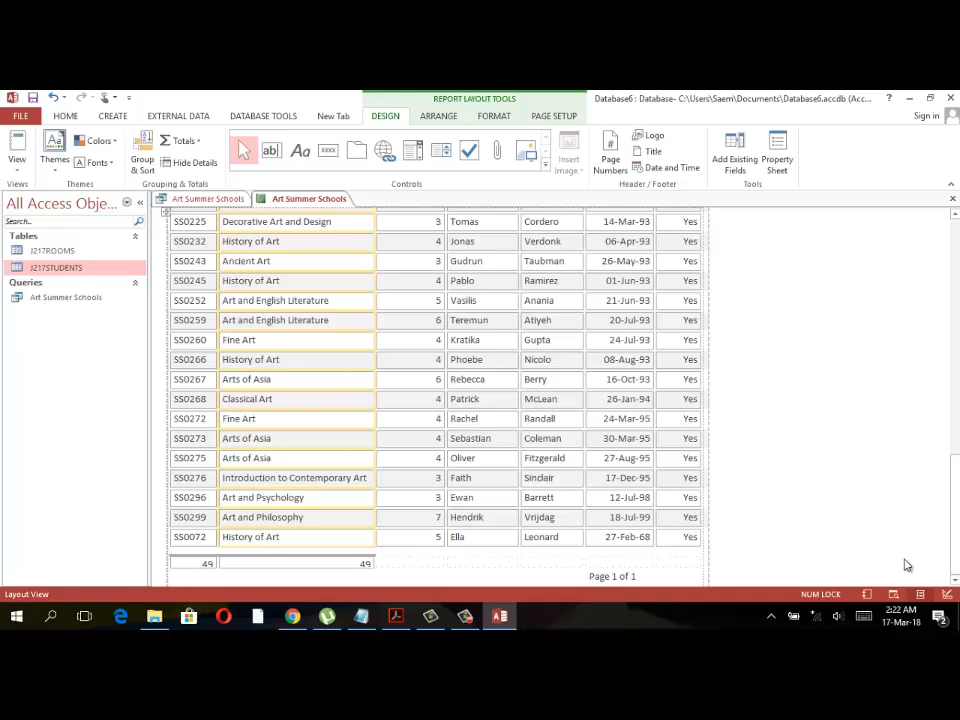 REPORT LAYOUT TOOLS
Database6 : Database- C:\Users\Saem\Documents\Database6.accdb (Acc...
?
FILE HOME CREATE EXTERNAL DATA DATABASE TOOLS New Tab DESIGN ARRANGE FORMAT PAGE SETUP Sign in
View
Views
Themes
Colors
Fonts
Themes
Group & Sort
Totals
Hide Details
Grouping & Totals
ab|
Aa
xxxx
Controls
Insert Image
Page Numbers
Logo
Title
Date and Time
Header / Footer
Add Existing Fields
Property Sheet
Tools
All Access Obje...
Search...
Tables
J217ROOMS
J217STUDENTS
Queries
Art Summer Schools
Art Summer Schools Art Summer Schools
SS0225 Decorative Art and Design 3 Tomas Cordero 14-Mar-93 Yes
SS0232 History of Art 4 Jonas Verdonk 06-Apr-93 Yes
SS0243 Ancient Art 3 Gudrun Taubman 26-May-93 Yes
SS0245 History of Art 4 Pablo Ramirez 01-Jun-93 Yes
SS0252 Art and English Literature 5 Vasilis Anania 21-Jun-93 Yes
SS0259 Art and English Literature 6 Teremun Atiyeh 20-Jul-93 Yes
SS0260 Fine Art 4 Kratika Gupta 24-Jul-93 Yes
SS0266 History of Art 4 Phoebe Nicolo 08-Aug-93 Yes
SS0267 Arts of Asia 6 Rebecca Berry 16-Oct-93 Yes
SS0268 Classical Art 4 Patrick McLean 26-Jan-94 Yes
SS0272 Fine Art 4 Rachel Randall 24-Mar-95 Yes
SS0273 Arts of Asia 4 Sebastian Coleman 30-Mar-95 Yes
SS0275 Arts of Asia 4 Oliver Fitzgerald 27-Aug-95 Yes
SS0276 Introduction to Contemporary Art 3 Faith Sinclair 17-Dec-95 Yes
SS0296 Art and Psychology 3 Ewan Barrett 12-Jul-98 Yes
SS0299 Art and Philosophy 7 Hendrik Vrijdag 18-Jul-99 Yes
SS0072 History of Art 5 Ella Leonard 27-Feb-68 Yes
49 49
Page 1 of 1
Layout View
NUM LOCK
2:22 AM
17-Mar-18
2